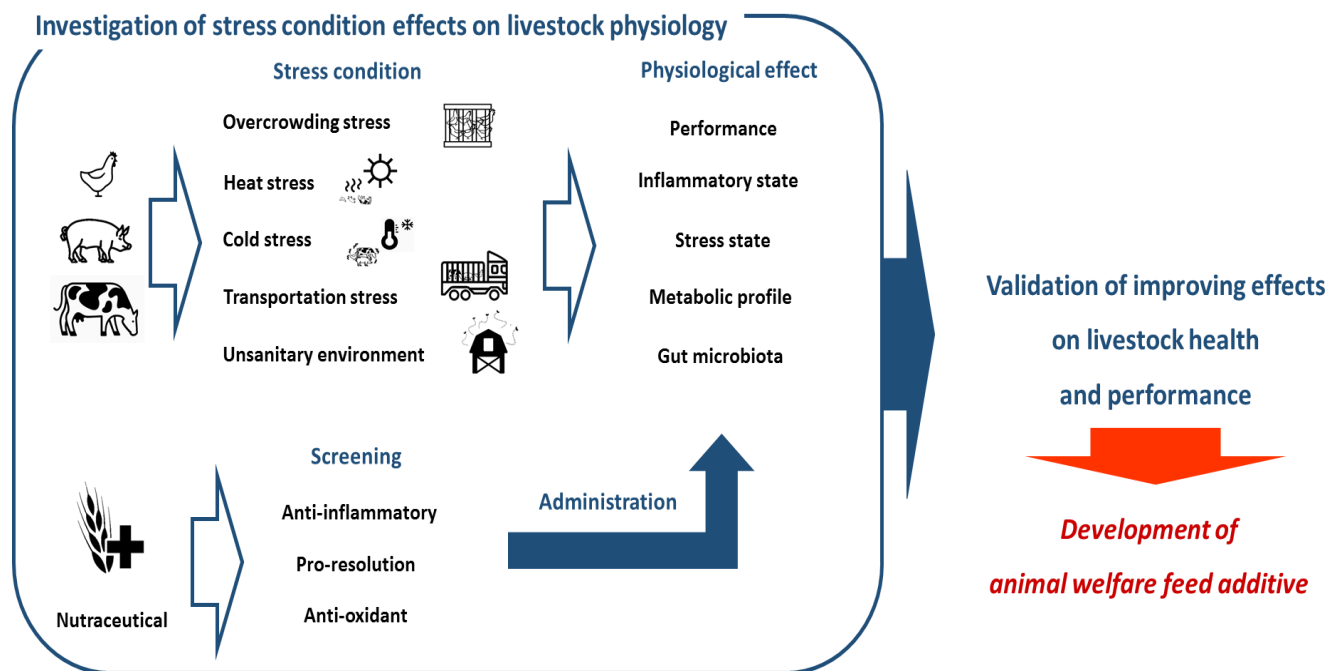 Investigation of stress condition effects on livestock physiology
Stress condition
Overcrowding stress
Heat stress
Cold stress
Transportation stress
Unsanitary environment
Physiological effect
Performance
Inflammatory state
Stress state
Metabolic profile
Gut microbiota
Nutraceutical
Screening
Anti-inflammatory
Pro-resolution
Anti-oxidant
Administration
Validation of improving effects
on livestock health
and performance
Development of
animal welfare feed additive